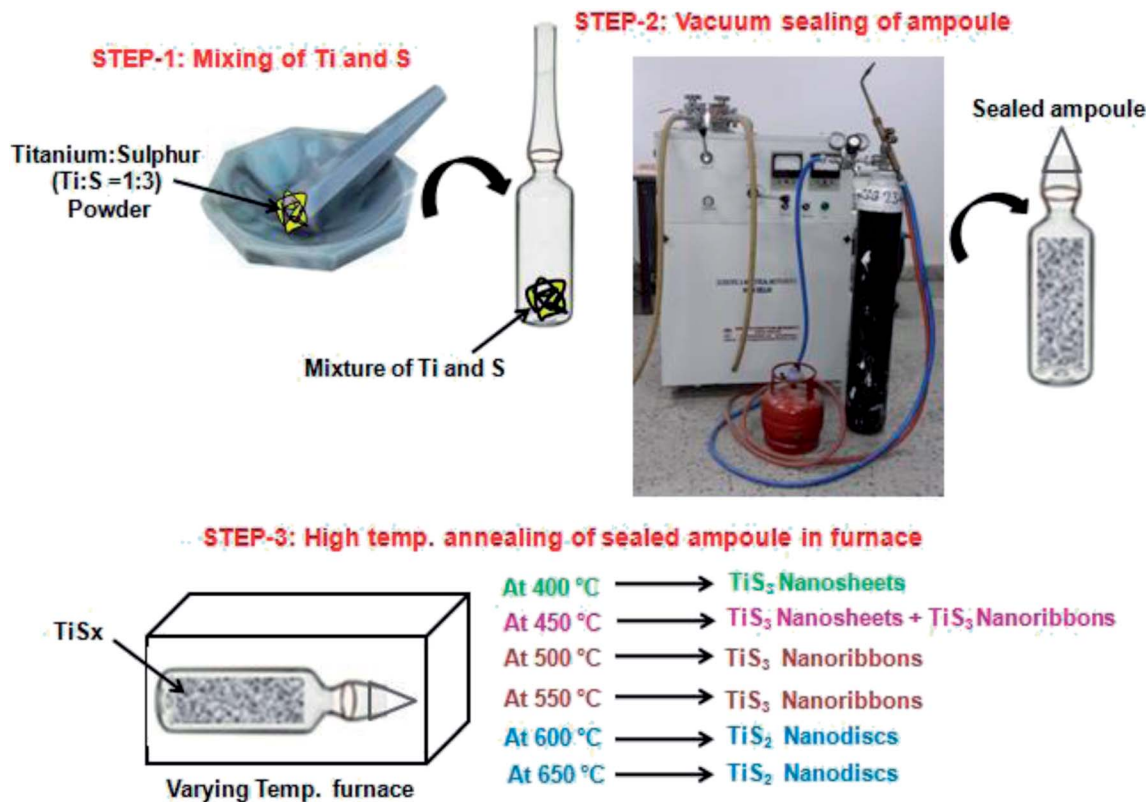 STEP-1: Mixing of Ti and S
Titanium:Sulphur
(Ti:S =1:3)
Powder
Mixture of Ti and S
STEP-2: Vacuum sealing of ampoule
Sealed ampoule
STEP-3: High temp. annealing of sealed ampoule in furnace
TiSx
Varying Temp. furnace
At 400 °C TiS₃ Nanosheets
At 450 °C TiS₃ Nanosheets + TiS₃ Nanoribbons
At 500 °C TiS₃ Nanoribbons
At 550 °C TiS₃ Nanoribbons
At 600 °C TiS₂ Nanodiscs
At 650 °C TiS₂ Nanodiscs